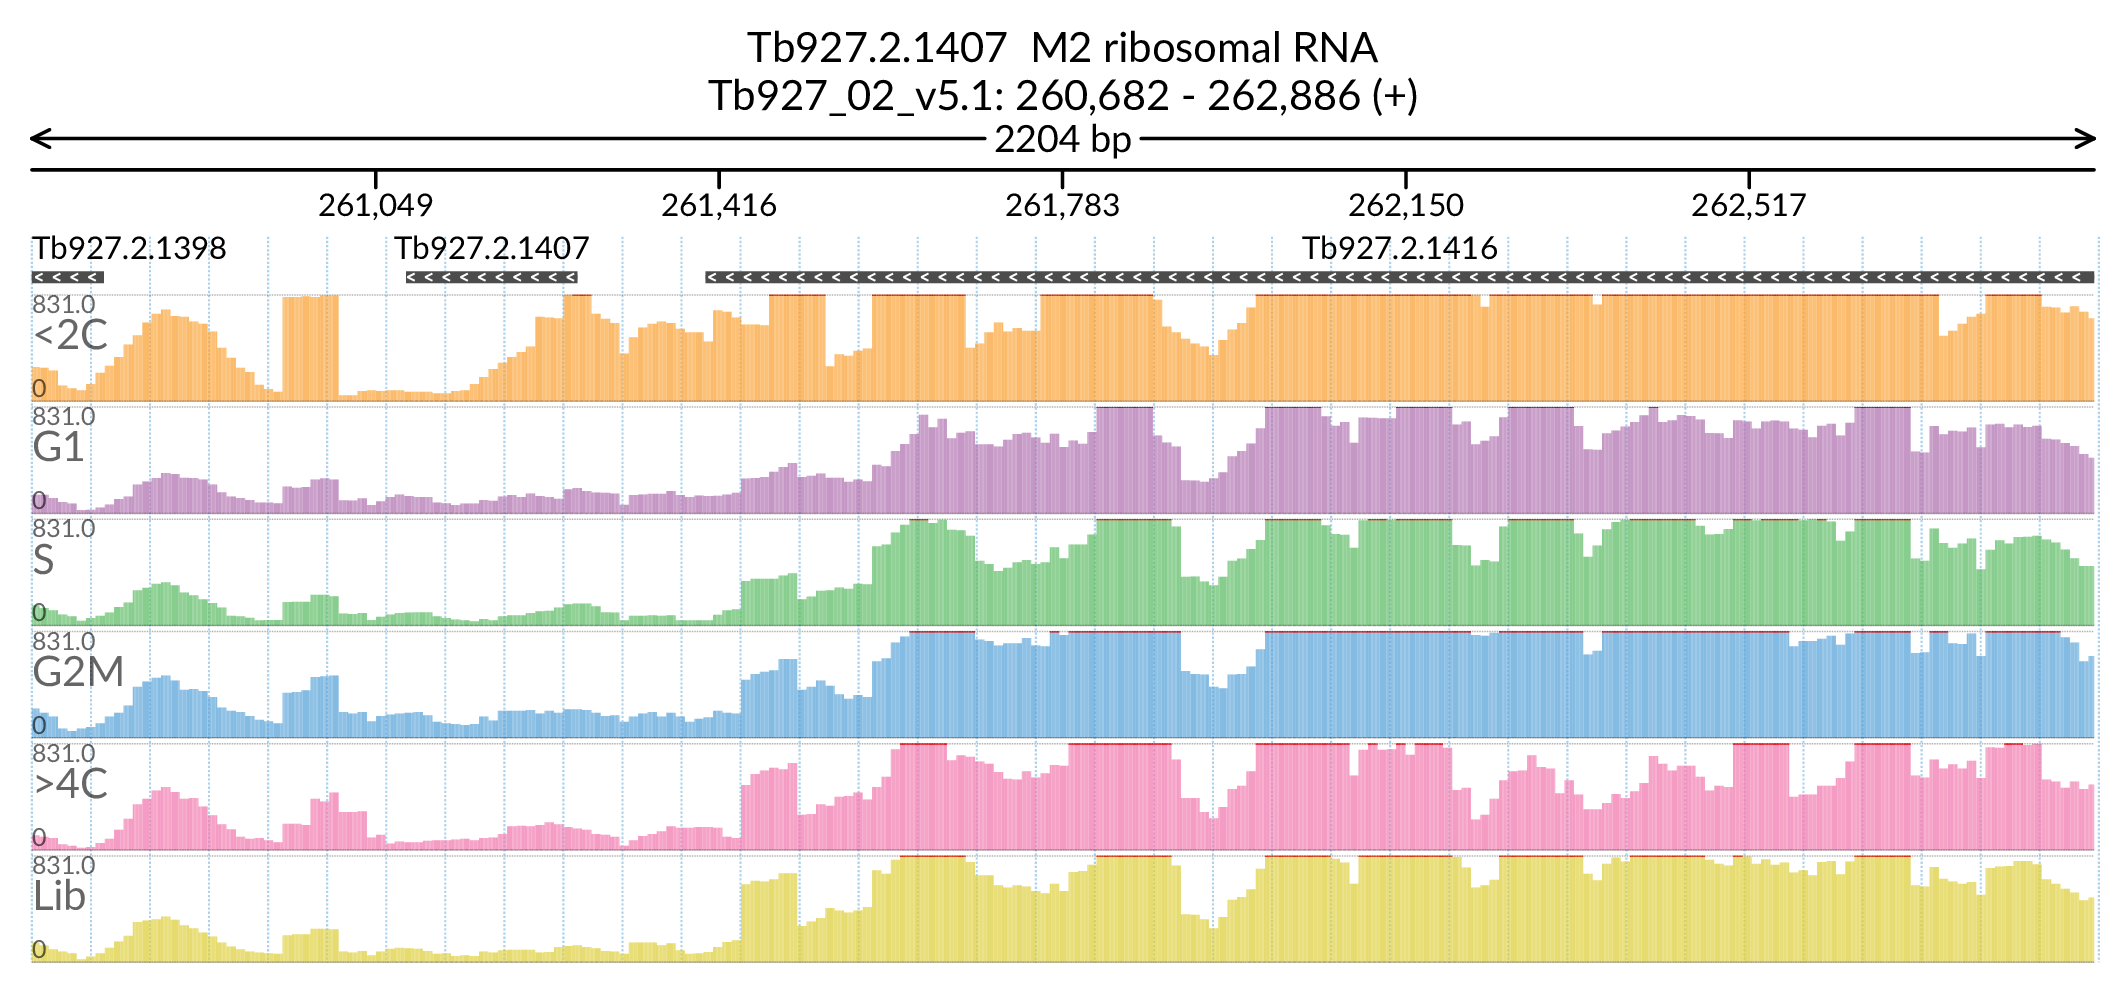 Tb927.2.1407  M2 ribosomal RNA
Tb927_02_v5.1: 260,682 - 262,886 (+)
2204 bp
261,049 261,416 261,783 262,150 262,517
Tb927.2.1398 Tb927.2.1407 Tb927.2.1416
831.0
<2C
0
831.0
G1
0
831.0
S
0
831.0
G2M
0
831.0
>4C
0
831.0
Lib
0